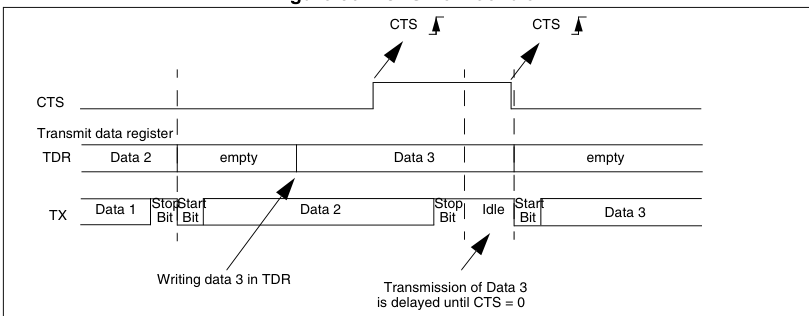 CTS CTS
CTS
Transmit data register
TDR Data 2 empty Data 3 empty
TX Data 1 Stop Bit Start Bit Data 2 Stop Bit Idle Start Bit Data 3
Writing data 3 in TDR
Transmission of Data 3
is delayed until CTS = 0